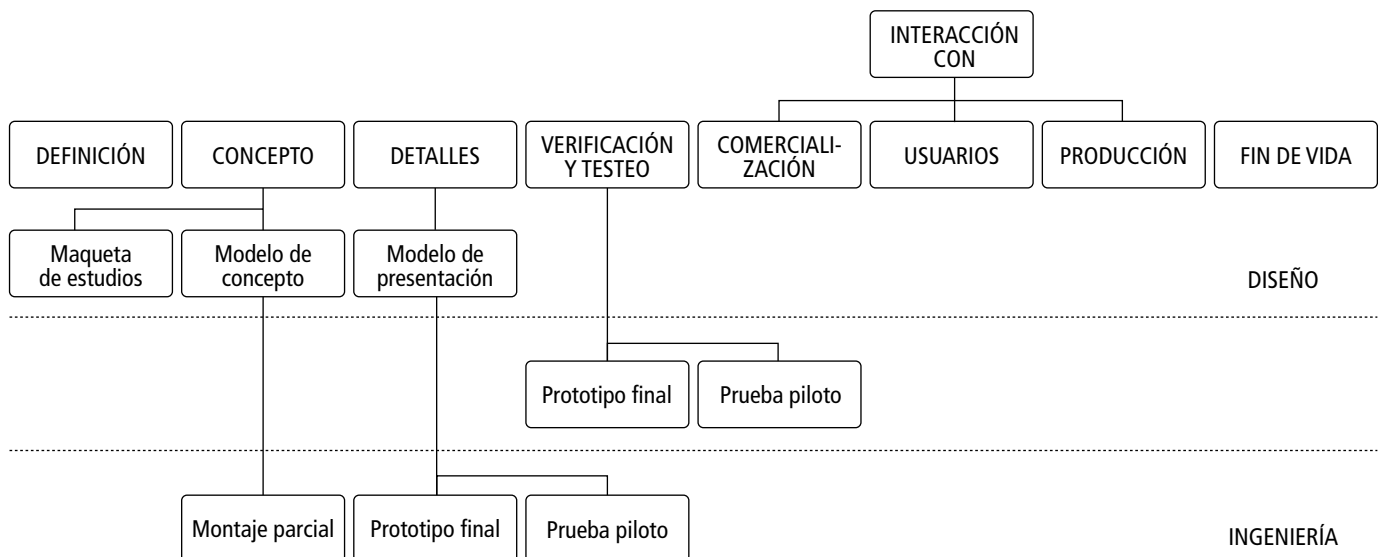 INTERACCIÓN
CON
DEFINICIÓN
CONCEPTO
DETALLES
VERIFICACIÓN
Y TESTEO
COMERCIALI-
ZACIÓN
USUARIOS
PRODUCCIÓN
FIN DE VIDA
Maqueta
de estudios
Modelo de
concepto
Modelo de
presentación
DISEÑO
Prototipo final
Prueba piloto
Montaje parcial
Prototipo final
Prueba piloto
INGENIERÍA